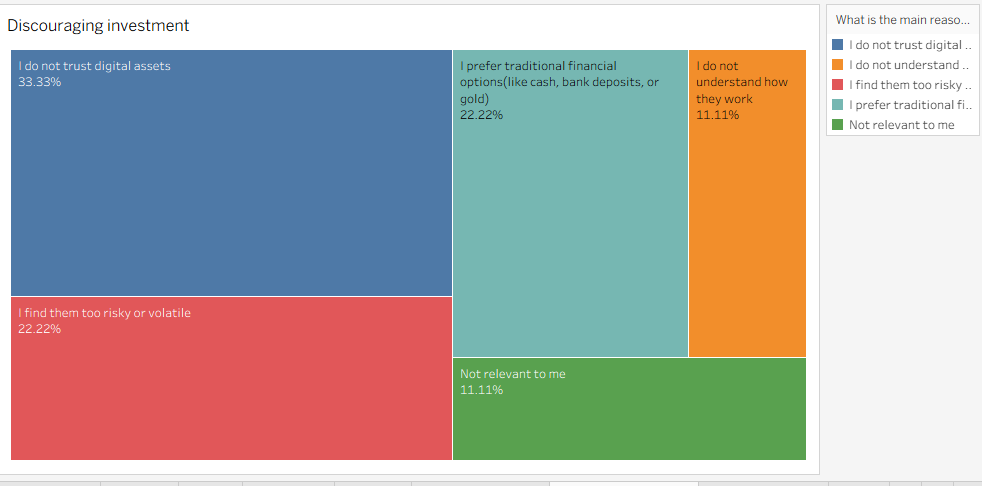 Discouraging investment
I do not trust digital assets
33.33%
I prefer traditional financial
options(like cash, bank deposits, or
gold)
22.22%
I do not
understand how
they work
11.11%
I find them too risky or volatile
22.22%
Not relevant to me
11.11%
What is the main reaso...
I do not trust digital ..
I do not understand ..
I find them too risky ..
I prefer traditional fi..
Not relevant to me